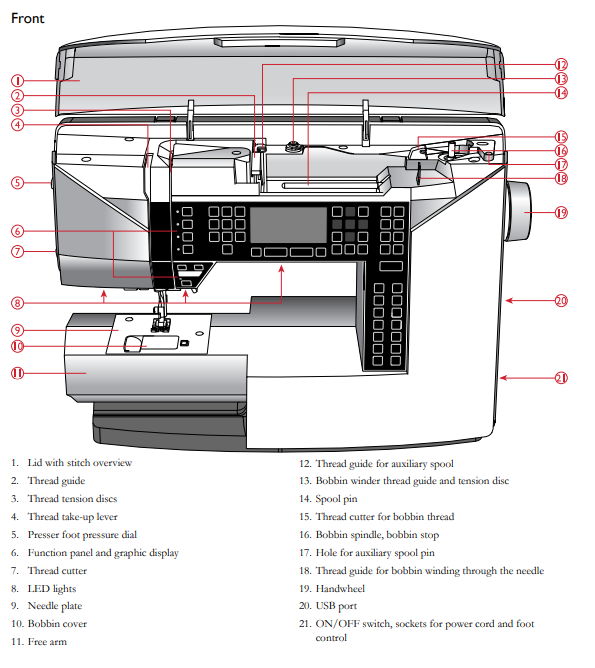 Front
1
2
3
4
5
6
7
8
9
10
11
12
13
14
15
16
17
18
19
20
21
1. Lid with stitch overview
2. Thread guide
3. Thread tension discs
4. Thread take-up lever
5. Presser foot pressure dial
6. Function panel and graphic display
7. Thread cutter
8. LED lights
9. Needle plate
10. Bobbin cover
11. Free arm
12. Thread guide for auxiliary spool
13. Bobbin winder thread guide and tension disc
14. Spool pin
15. Thread cutter for bobbin thread
16. Bobbin spindle, bobbin stop
17. Hole for auxiliary spool pin
18. Thread guide for bobbin winding through the needle
19. Handwheel
20. USB port
21. ON/OFF switch, sockets for power cord and foot
control